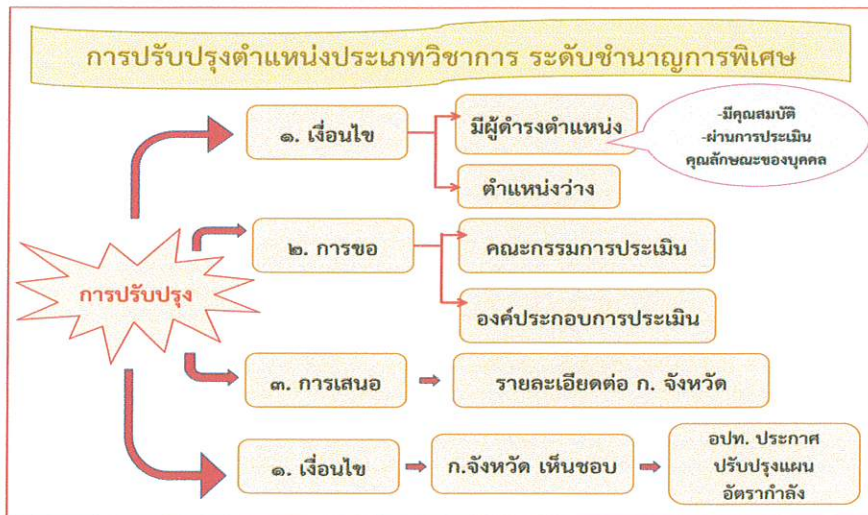 การปรับปรุงตำแหน่งประเภทวิชาการ ระดับชำนาญการพิเศษ
๑. เงื่อนไข
มีผู้ดำรงตำแหน่ง
-มีคุณสมบัติ
-ผ่านการประเมิน
คุณลักษณะของบุคคล
ตำแหน่งว่าง
การปรับปรุง
๒. การขอ
คณะกรรมการประเมิน
องค์ประกอบการประเมิน
๓. การเสนอ
รายละเอียดต่อ ก. จังหวัด
๑. เงื่อนไข
ก.จังหวัด เห็นชอบ
อปท. ประกาศ
ปรับปรุงแผน
อัตรากำลัง